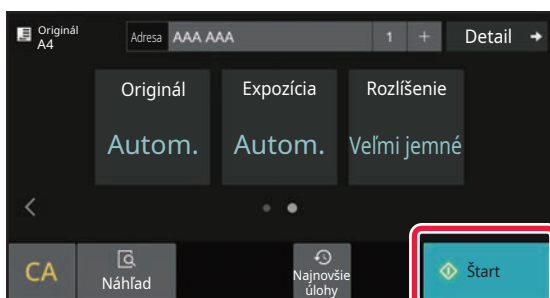 Originál
A4
Adresa AAA AAA 1 + Detail
Originál Expozícia Rozlíšenie
Autom. Autom. Veľmi jemné
CA Náhľad Najnovšie úlohy Štart